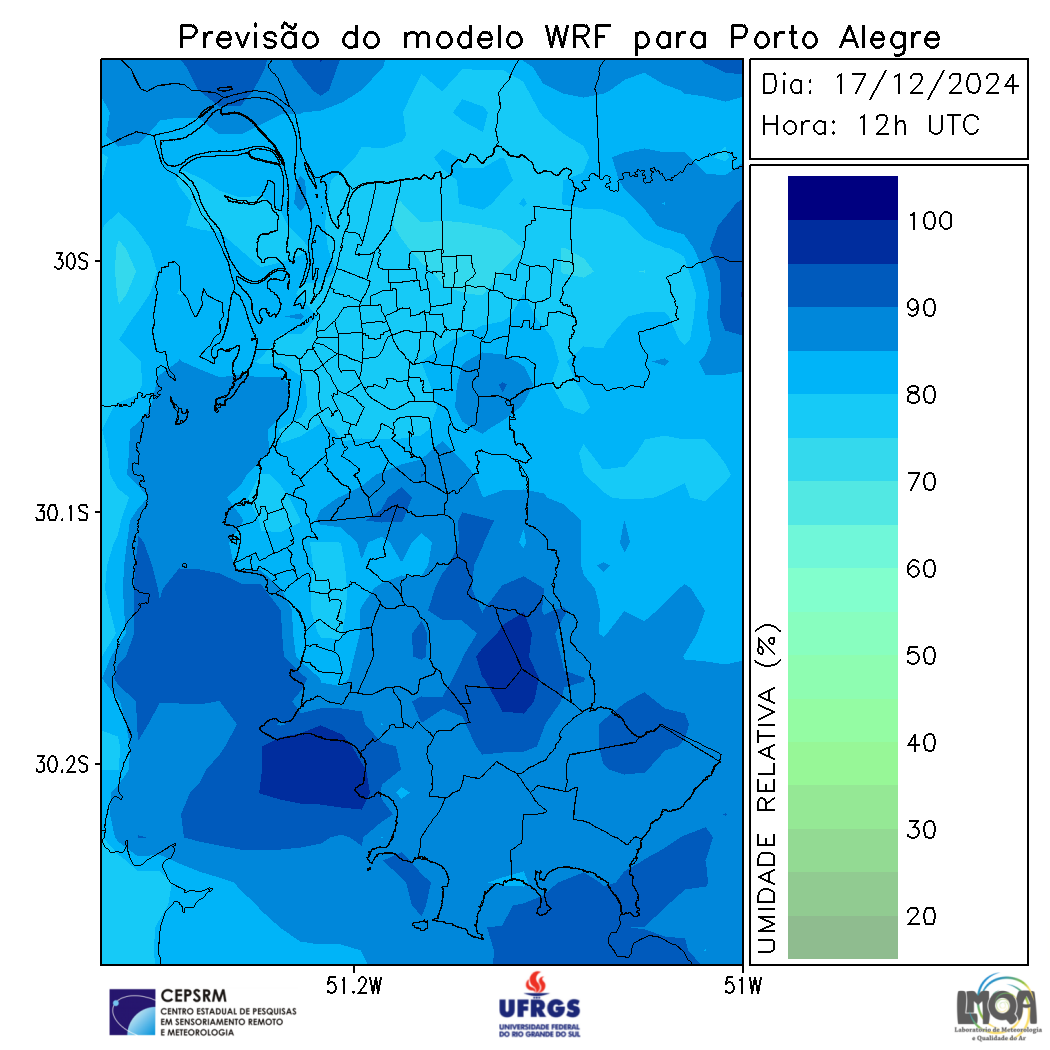 Previsão do modelo WRF para Porto Alegre
Dia: 17/12/2024
Hora: 12h UTC
30S
30.1S
30.2S
51.2W
51W
UMIDADE RELATIVA (%)
100
90
80
70
60
50
40
30
20
CEPSRM
CENTRO ESTADUAL DE PESQUISAS
EM SENSORIAMENTO REMOTO
E METEOROLOGIA
UFRGS
UNIVERSIDADE FEDERAL
DO RIO GRANDE DO SUL
LMQA
Laboratório de Meteorologia
e Qualidade do Ar